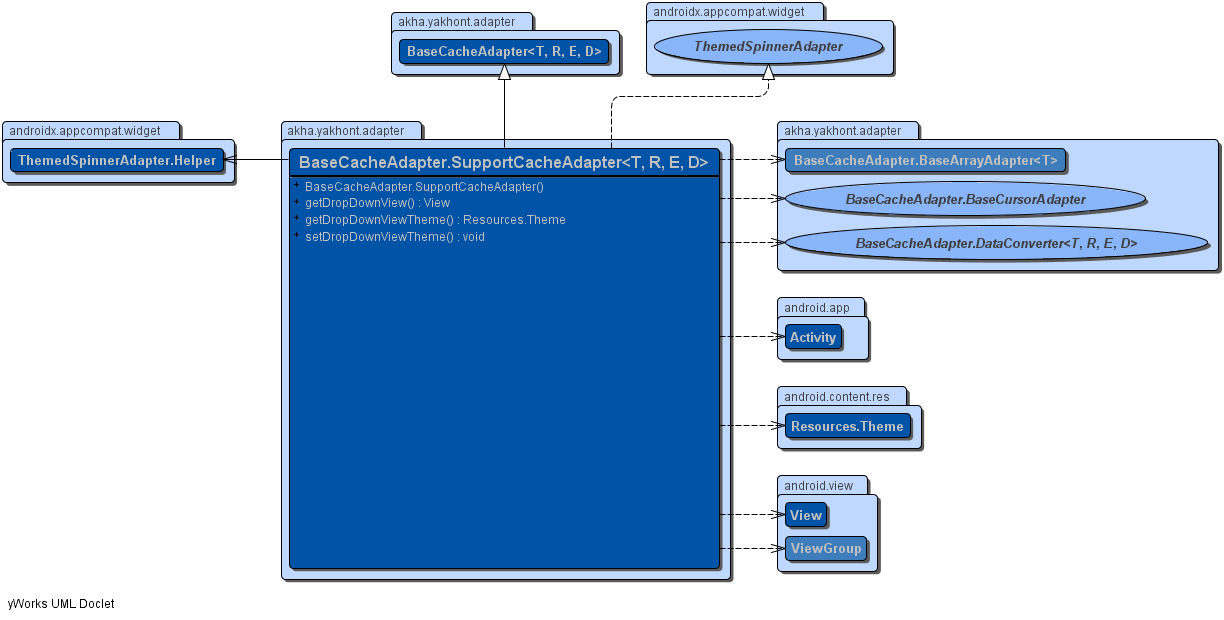 akha.yakhont.adapter
BaseCacheAdapter<T, R, E, D>
androidx.appcompat.widget
ThemedSpinnerAdapter
androidx.appcompat.widget
ThemedSpinnerAdapter.Helper
akha.yakhont.adapter
BaseCacheAdapter.SupportCacheAdapter<T, R, E, D>
+ BaseCacheAdapter.SupportCacheAdapter()
+ getDropDownView() : View
+ getDropDownViewTheme() : Resources.Theme
+ setDropDownViewTheme() : void
akha.yakhont.adapter
BaseCacheAdapter.BaseArrayAdapter<T>
BaseCacheAdapter.BaseCursorAdapter
BaseCacheAdapter.DataConverter<T, R, E, D>
android.app
Activity
android.content.res
Resources.Theme
android.view
View
ViewGroup
yWorks UML Doclet